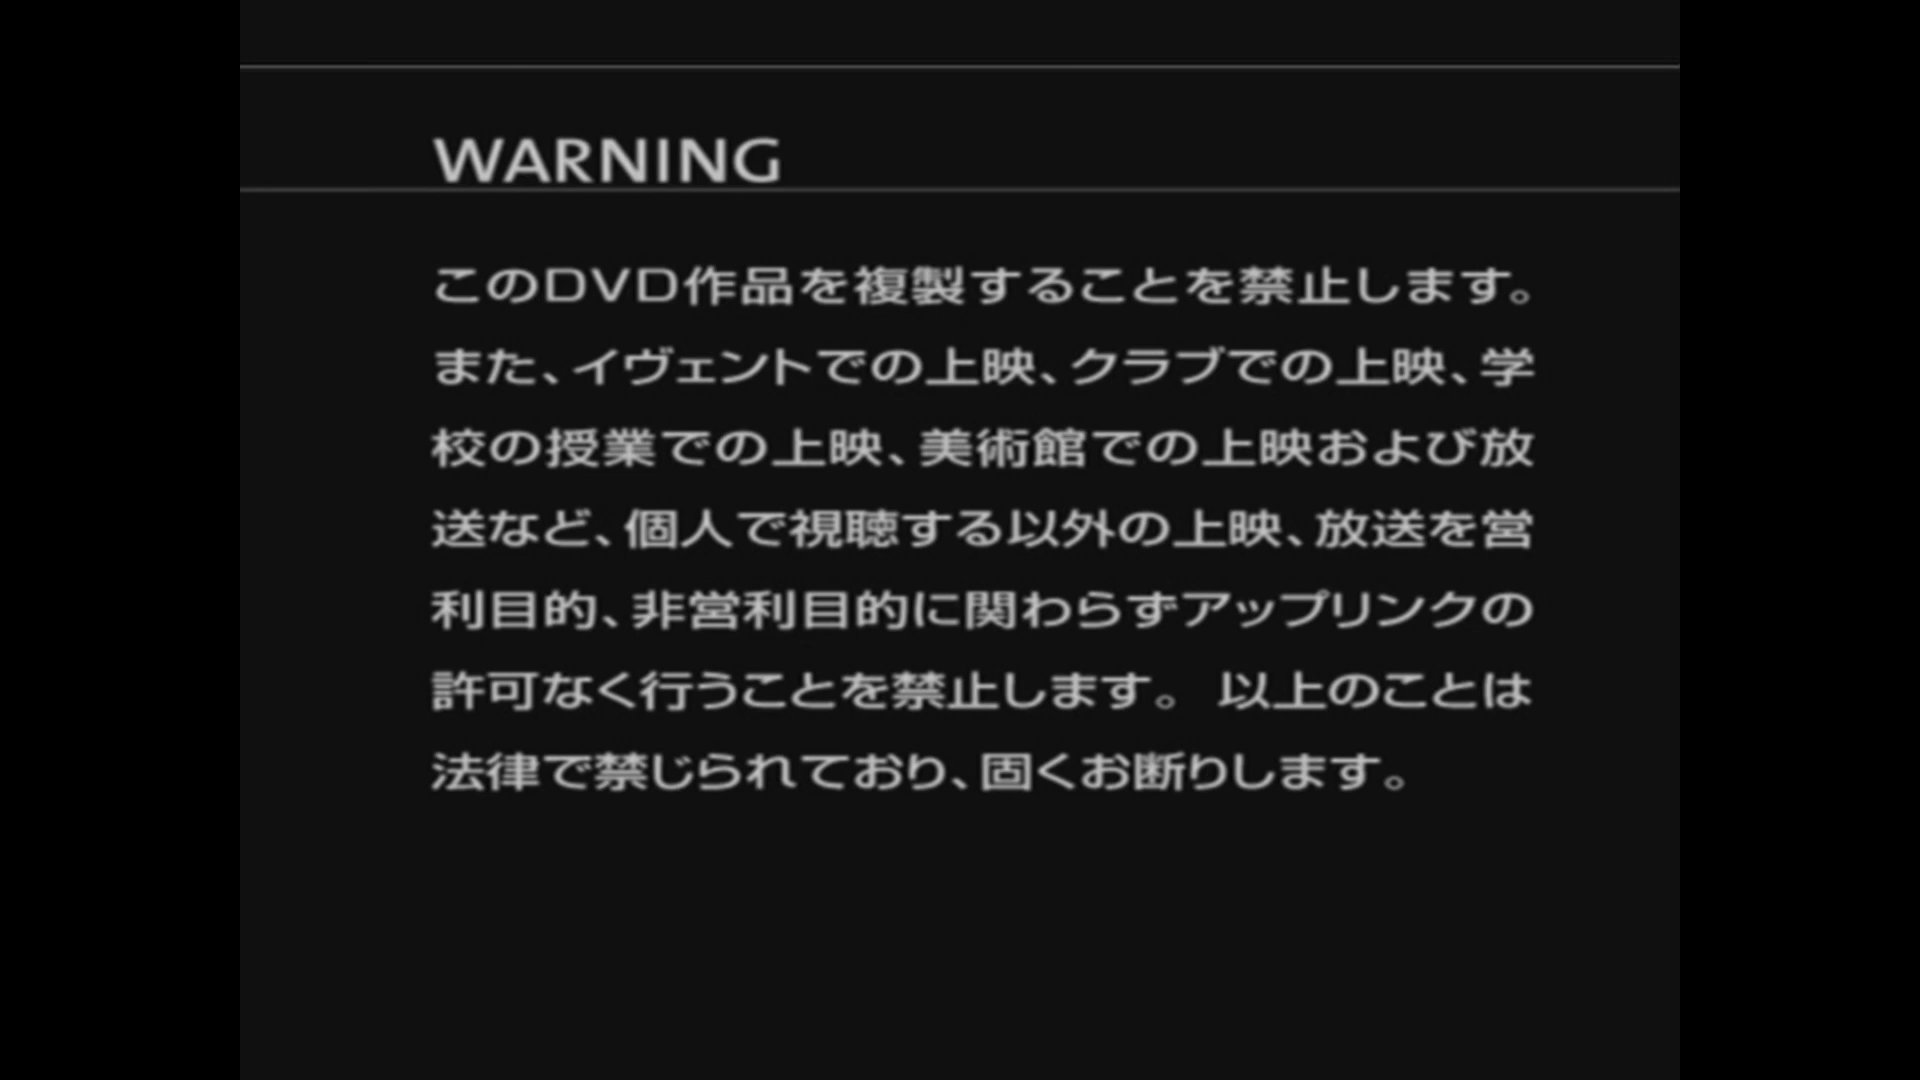 WARNING
このDVD作品を複製することを禁止します。
また、イヴェントでの上映、クラブでの上映、学
校の授業での上映、美術館での上映および放
送など、個人で視聴する以外の上映、放送を営
利目的、非営利目的に関わらずアップリンクの
許可なく行うことを禁止します。 以上のことは
法律で禁じられており、固くお断りします。